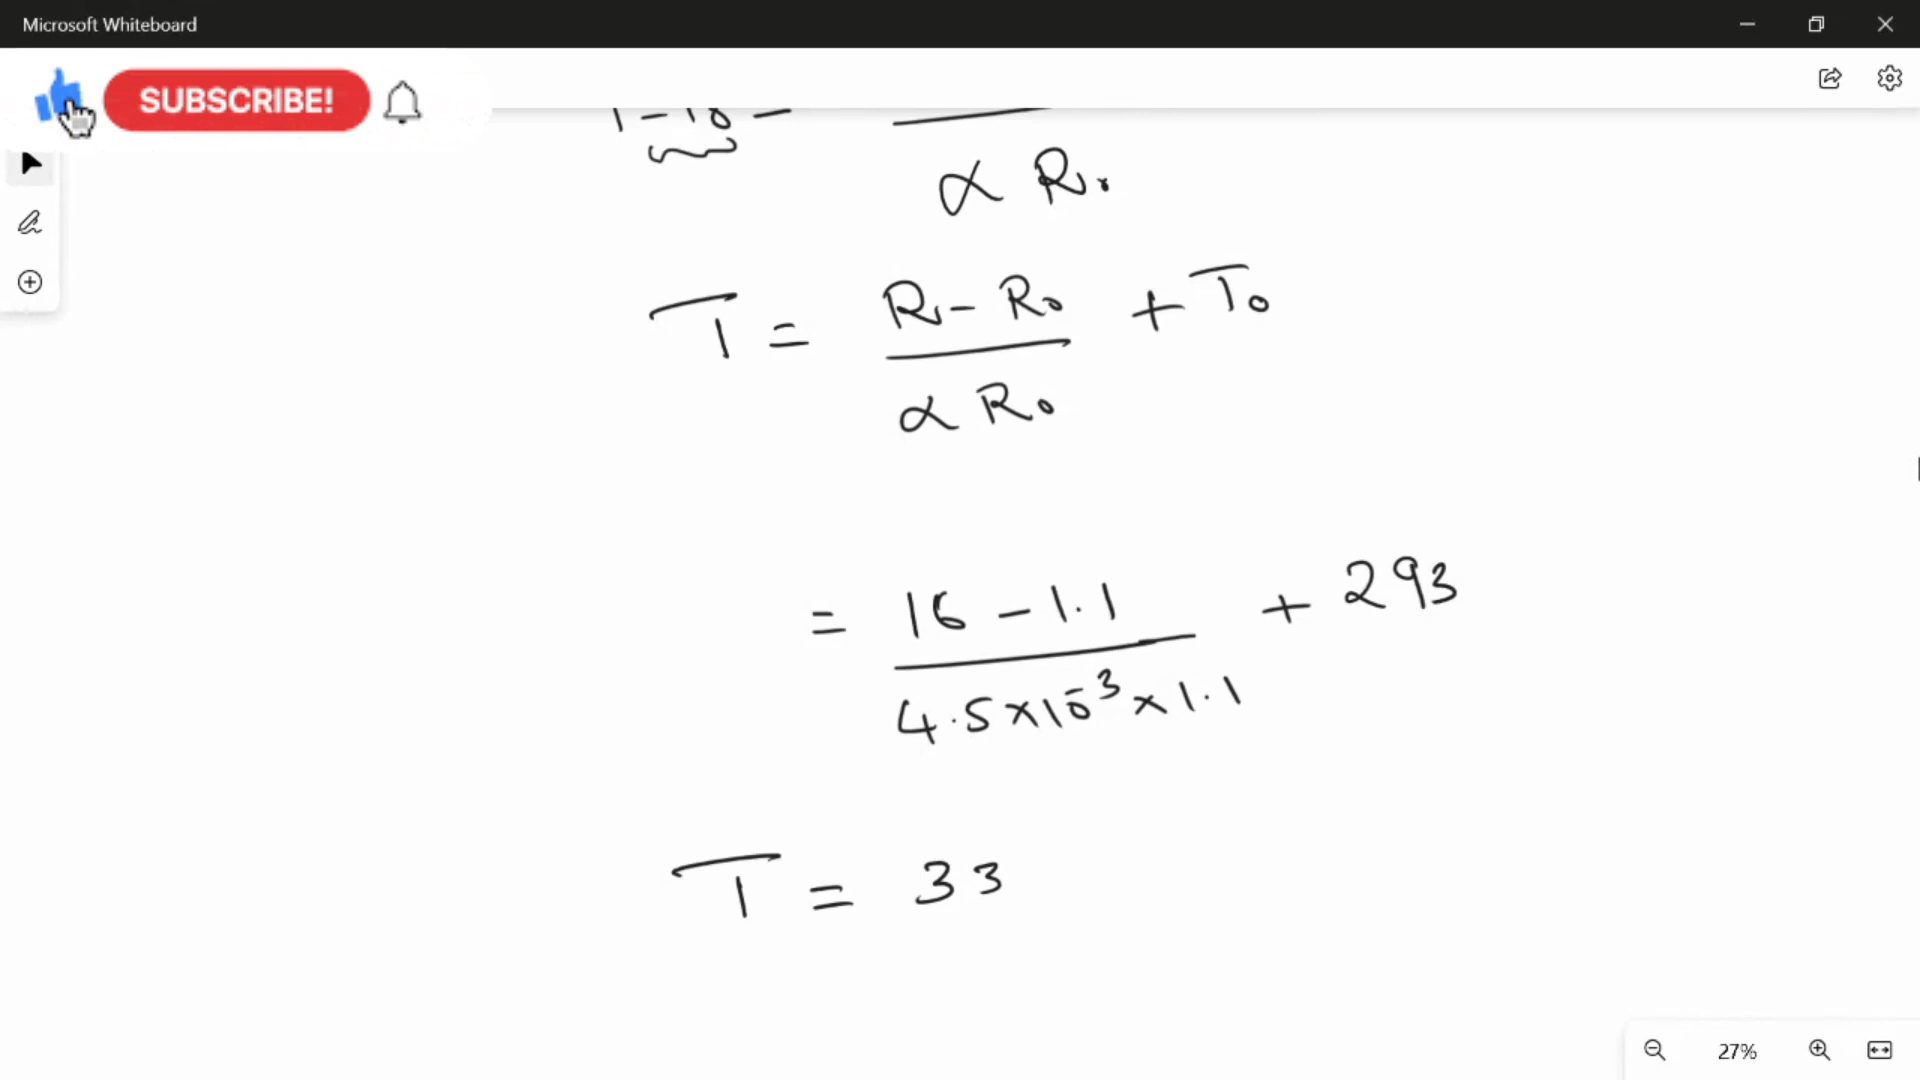 Microsoft Whiteboard
SUBSCRIBE!
α R₀
T = R - R₀ / α R₀ + T₀
= 16 - 1.1 / 4.5 × 10⁻³ × 1.1 + 293
T = 33
27%